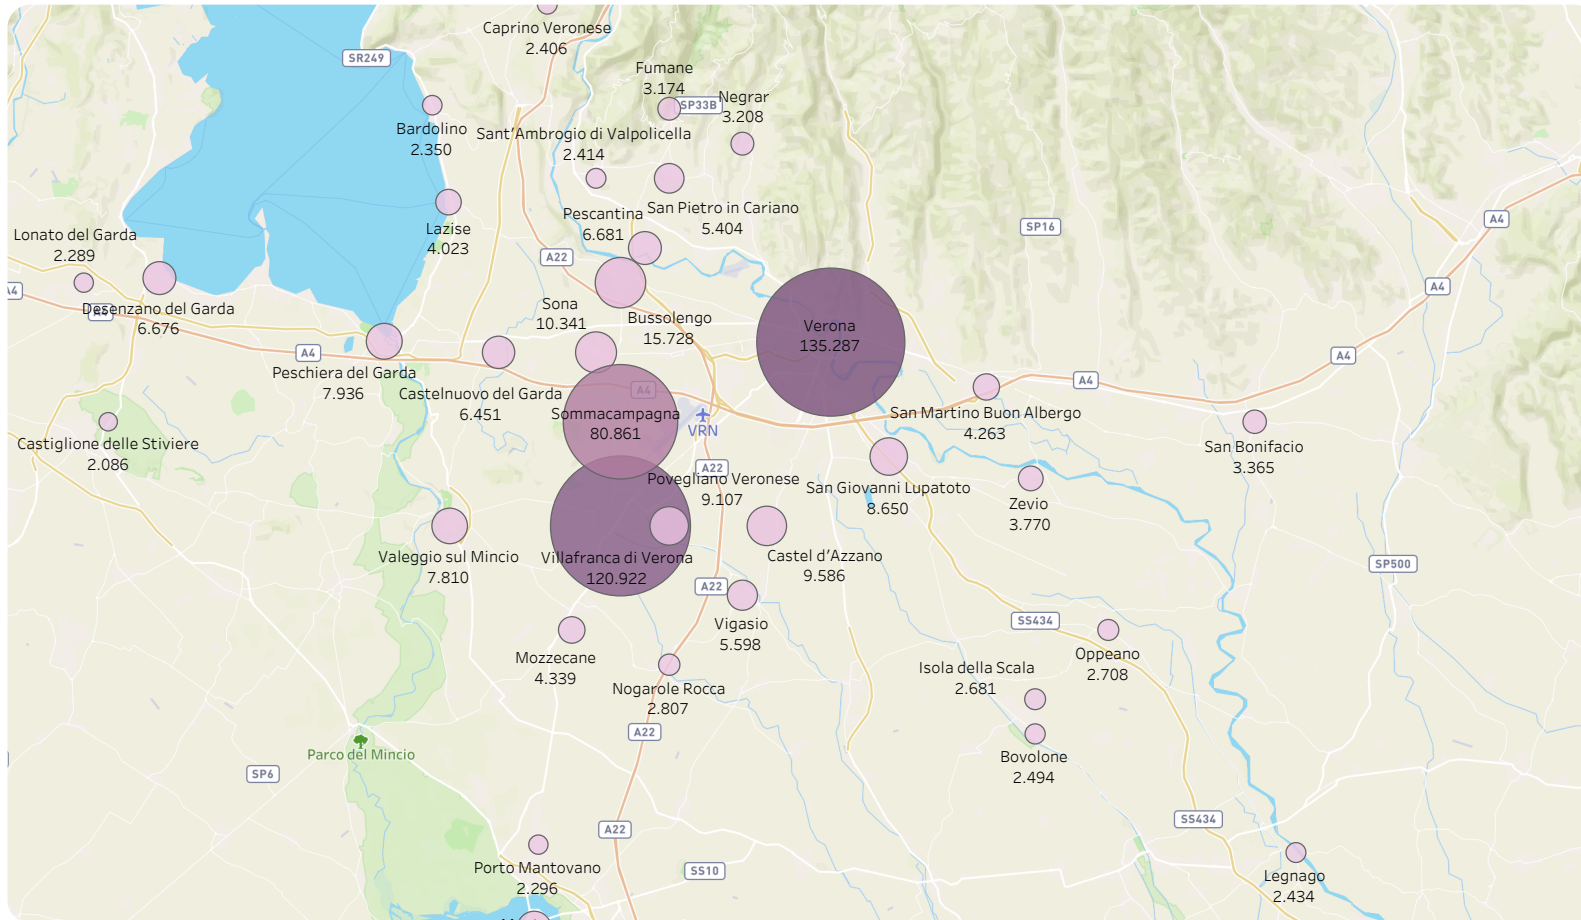 Caprino Veronese
2.406
SR249
Fumane
3.174
SP33B
Negrar
3.208
Bardolino
2.350
Sant'Ambrogio di Valpolicella
2.414
San Pietro in Cariano
5.404
Pescantina
6.681
Lazise
4.023
Lonato del Garda
2.289
A22
SP16
A4
A4
A4
A4
Desenzano del Garda
6.676
Sona
10.341
Bussolengo
15.728
Verona
135.287
A4
A4
Peschiera del Garda
7.936
Castelnuovo del Garda
6.451
A4
A4
Sommacampagna
80.861
VRN
San Martino Buon Albergo
4.263
Castiglione delle Stiviere
2.086
San Bonifacio
3.365
A22
Povegliano Veronese
9.107
San Giovanni Lupatoto
8.650
Zevio
3.770
Valeggio sul Mincio
7.810
Villafranca di Verona
120.922
Castel d'Azzano
9.586
SP500
A22
Vigasio
5.598
SS434
Mozzecane
4.339
Oppeano
2.708
Isola della Scala
2.681
Nogarole Rocca
2.807
A22
Parco del Mincio
Bovolone
2.494
SP6
A22
SS434
Porto Mantovano
2.296
SS10
Legnago
2.434